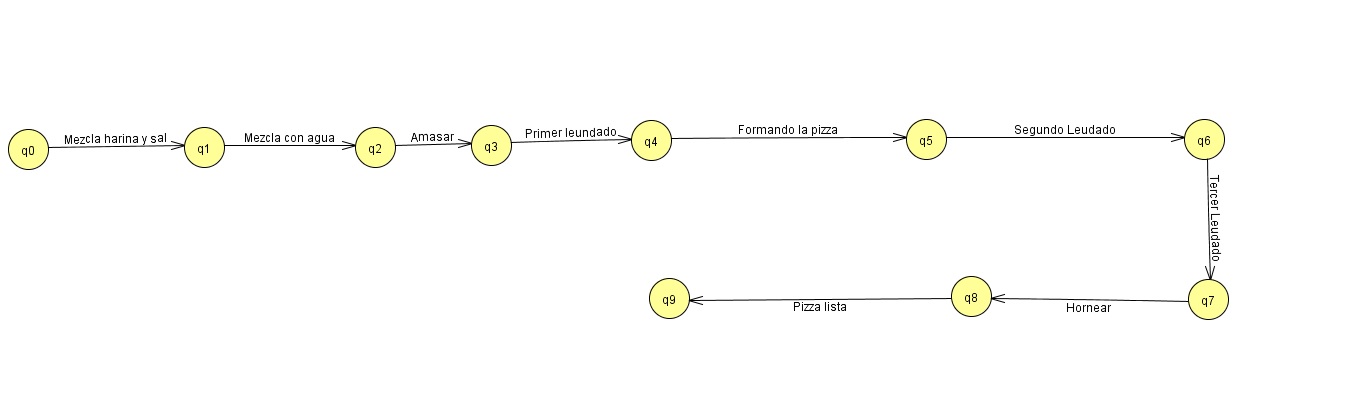 q0
Mezcla harina y sal
q1
Mezcla con agua
q2
Amasar
q3
Primer leundado
q4
Formando la pizza
q5
Segundo Leudado
q6
Tercer Leudado
q7
Hornear
q8
Pizza lista
q9